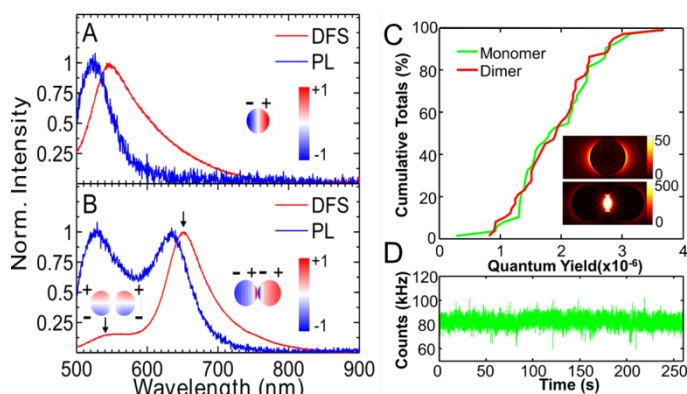 A
DFS
PL
1
0.75
0.5
0.25
- +
+1
-1
Norm. Intensity
B
DFS
PL
1
0.75
0.5
0.25
+ +
- -
- + - +
+1
-1
500 600 700 800 900
Wavelength (nm)
C
Monomer
Dimer
100
80
60
40
20
0
Cumulative Totals (%)
50
0
500
0
0 1 2 3 4
Quantum Yield(x10-6)
D
120
100
80
60
Counts (kHz)
0 50 100 150 200 250
Time (s)